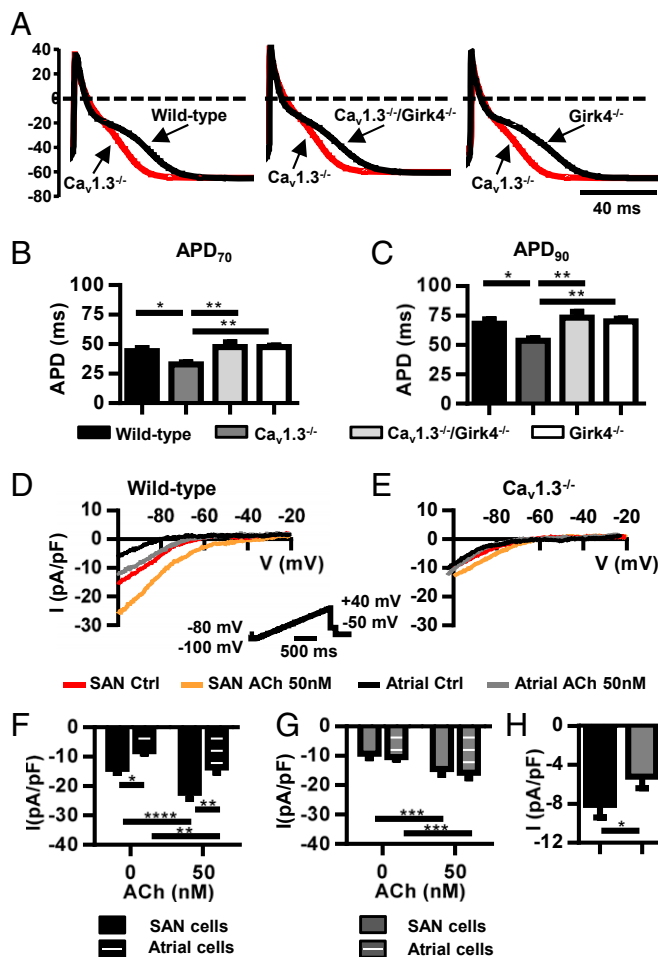 A
40
20
0
-20
-40
-60
-80
Wild-type
Cav1.3-/-
Cav1.3-/-/Girk4-/-
Cav1.3-/-
Girk4-/-
Cav1.3-/-
40 ms
B
APD70
APD (ms)
100
75
50
25
0
*
**
**
C
APD90
APD (ms)
100
75
50
25
0
*
**
**
Wild-type
Cav1.3-/-
Cav1.3-/-/Girk4-/-
Girk4-/-
D
Wild-type
I (pA/pF)
10
0
-10
-20
-30
-80 -60 -40 -20
V (mV)
E
Cav1.3-/-
10
0
-10
-20
-30
-80 -60 -40 -20
V (mV)
-80 mV
-100 mV
+40 mV
-50 mV
500 ms
SAN Ctrl
SAN ACh 50nM
Atrial Ctrl
Atrial ACh 50nM
F
I(pA/pF)
0
-10
-20
-30
-40
*
****
**
**
0 50
ACh (nM)
SAN cells
Atrial cells
G
I(pA/pF)
0
-10
-20
-30
-40
***
***
0 50
ACh (nM)
SAN cells
Atrial cells
H
I (pA/pF)
0
-4
-8
-12
*